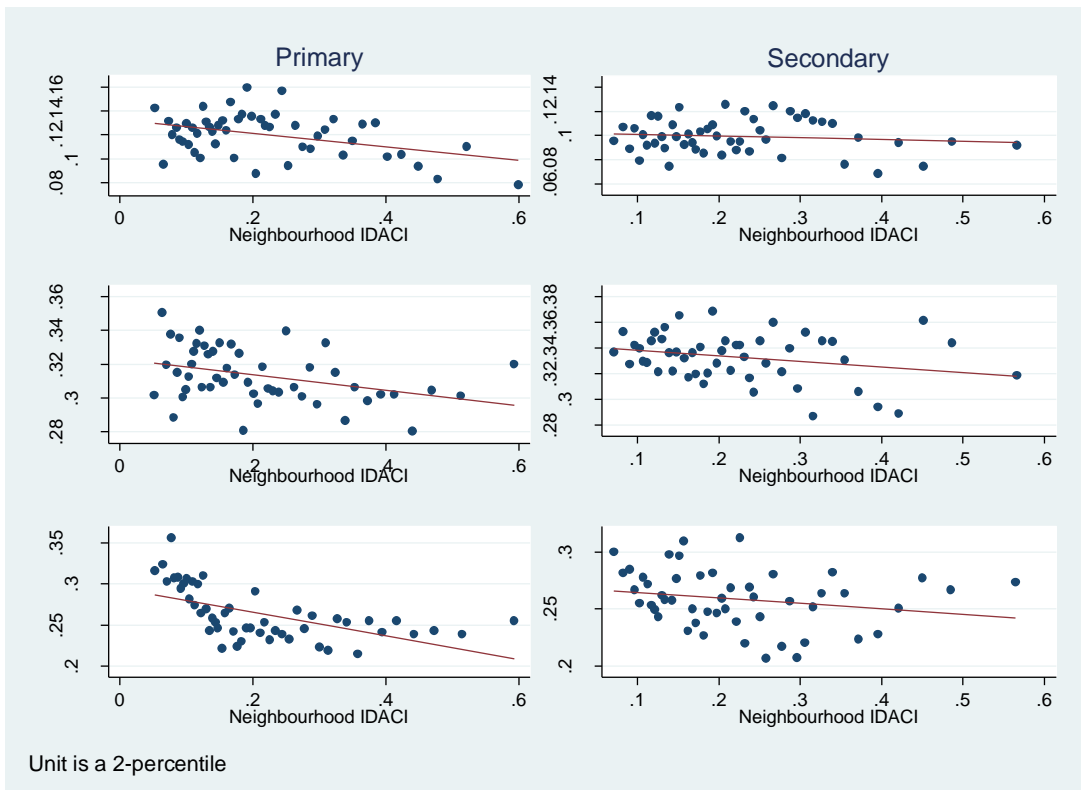 Primary
.08 .1 .12.14.16
0 .2 .4 .6
Neighbourhood IDACI
Secondary
.06.08 .1 .12.14
.1 .2 .3 .4 .5 .6
Neighbourhood IDACI
.28 .3 .32 .34 .36
0 .2 .4 .6
Neighbourhood IDACI
.28 .3 .32.34.36.38
.1 .2 .3 .4 .5 .6
Neighbourhood IDACI
.2 .25 .3 .35
0 .2 .4 .6
Neighbourhood IDACI
.2 .25 .3
.1 .2 .3 .4 .5 .6
Neighbourhood IDACI
Unit is a 2-percentile